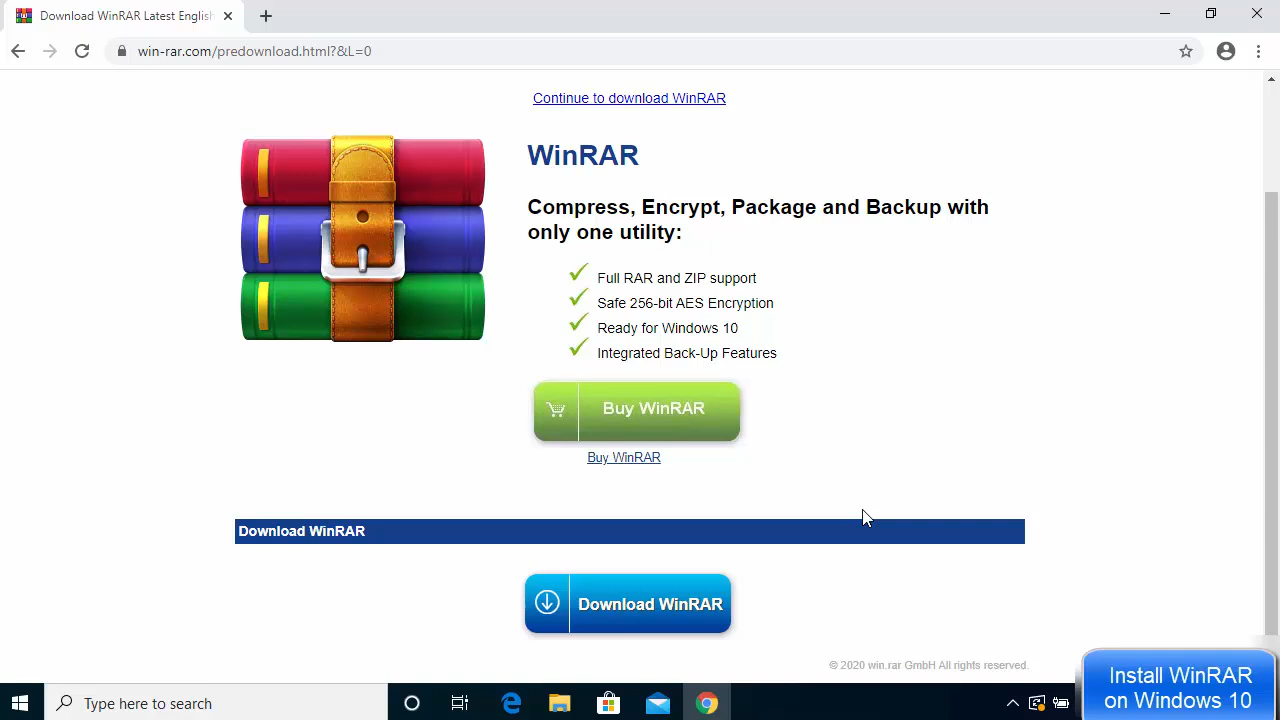 Download WinRAR Latest English
win-rar.com/predownload.html?&L=0
Continue to download WinRAR
WinRAR
Compress, Encrypt, Package and Backup with
only one utility:
Full RAR and ZIP support
Safe 256-bit AES Encryption
Ready for Windows 10
Integrated Back-Up Features
Buy WinRAR
Buy WinRAR
Download WinRAR
Download WinRAR
© 2020 win.rar GmbH All rights reserved.
Type here to search
Install WinRAR
on Windows 10